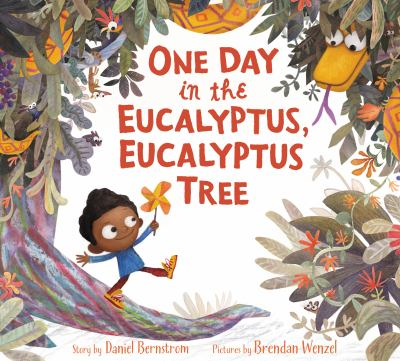 ONE DAY
in the
EUCALYPTUS,
EUCALYPTUS
TREE
Story by Daniel Bernstrom Pictures by Brendan Wenzel